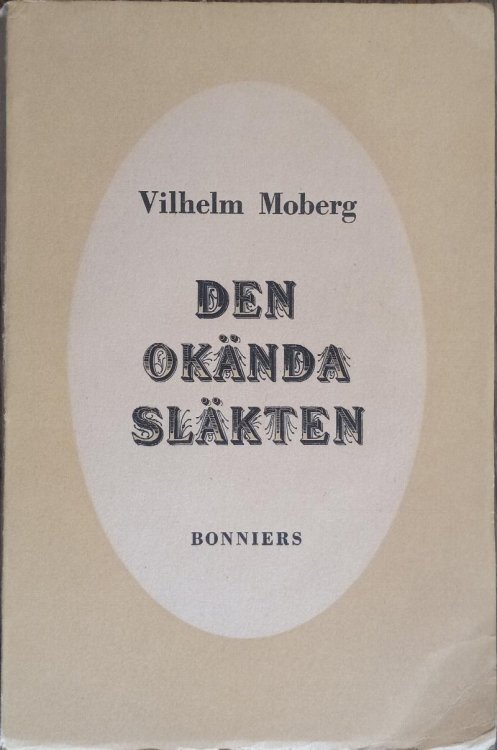 Vilhelm Moberg
DEN
OKÄNDA
SLÄKTEN
BONNIERS